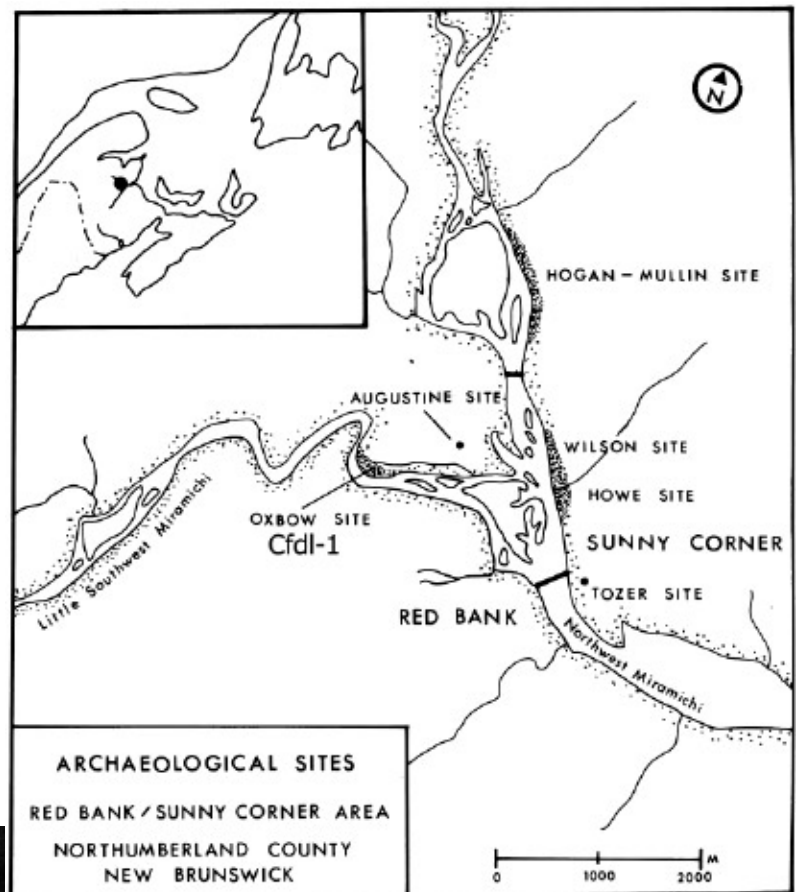 N
HOGAN – MULLIN SITE
AUGUSTINE SITE
WILSON SITE
HOWE SITE
OXBOW SITE
Cfdl-1
SUNNY CORNER
Little Southwest Miramichi
TOZER SITE
RED BANK
Northwest Miramichi
ARCHAEOLOGICAL SITES
RED BANK / SUNNY CORNER AREA
NORTHUMBERLAND COUNTY
NEW BRUNSWICK
M
0 1000 2000